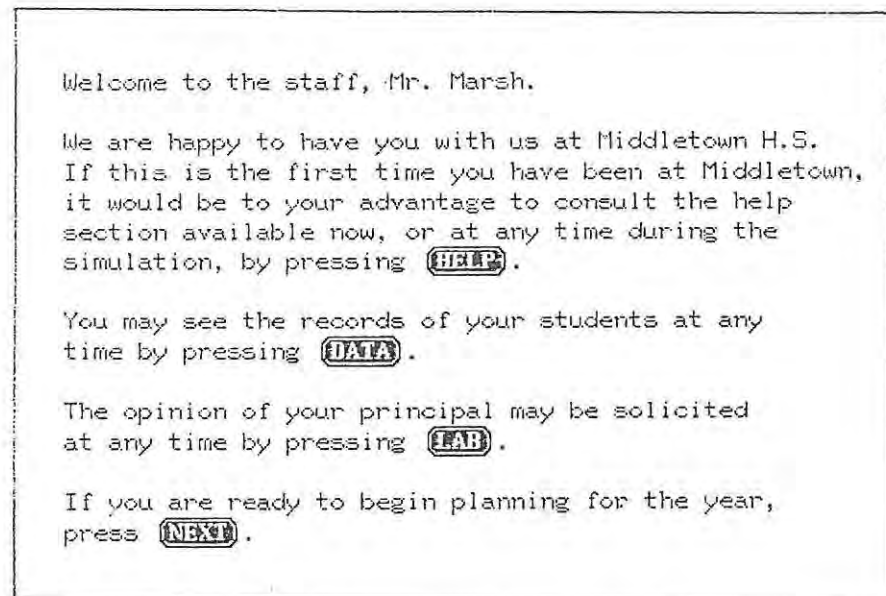 Welcome to the staff, Mr. Marsh.
We are happy to have you with us at Middletown H.S.
If this is the first time you have been at Middletown,
it would be to your advantage to consult the help
section available now, or at any time during the
simulation, by pressing HELP.
You may see the records of your students at any
time by pressing DATA.
The opinion of your principal may be solicited
at any time by pressing LAB.
If you are ready to begin planning for the year,
press NEXT.